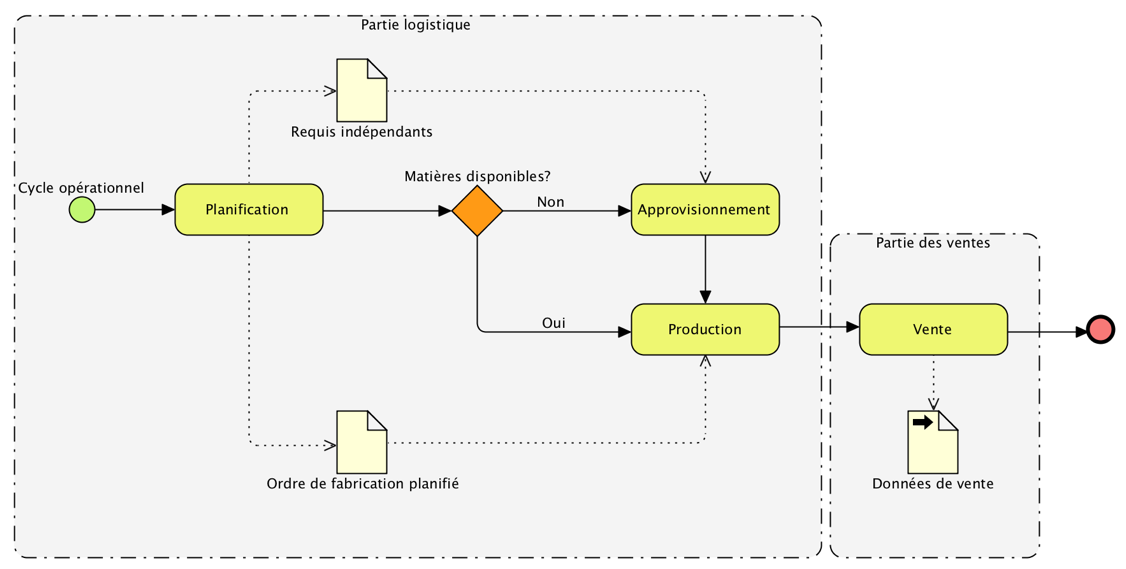 Partie logistique
Requis indépendants
Matières disponibles?
Cycle opérationnel
Planification
Non
Approvisionnement
Partie des ventes
Oui
Production
Vente
Ordre de fabrication planifié
Données de vente